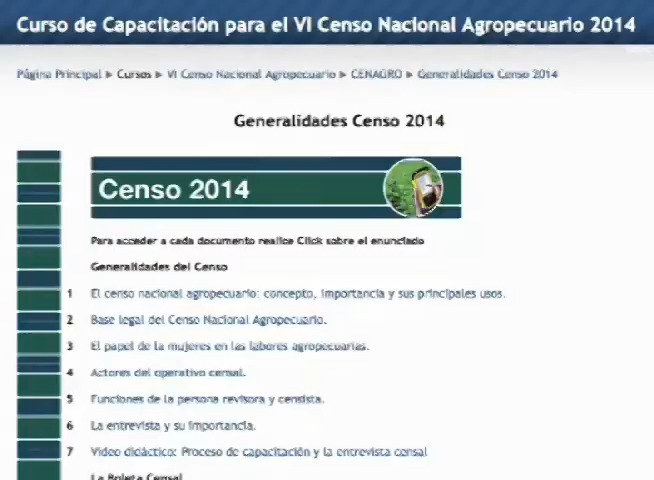 Curso de Capacitación para el VI Censo Nacional Agropecuario 2014
Página Principal ► Cursos ► VI Censo Nacional Agropecuario ► CENAGRO ► Generalidades Censo 2014
Generalidades Censo 2014
Censo 2014
Para acceder a cada documento realice Click sobre el enunciado
Generalidades del Censo
1 El censo nacional agropecuario: concepto, importancia y sus principales usos.
2 Base legal del Censo Nacional Agropecuario.
3 El papel de la mujeres en las labores agropecuarias.
4 Actores del operativo censal.
5 Funciones de la persona revisora y censista.
6 La entrevista y su importancia.
7 Video didáctico: Proceso de capacitación y la entrevista censal
La Boleta Censal